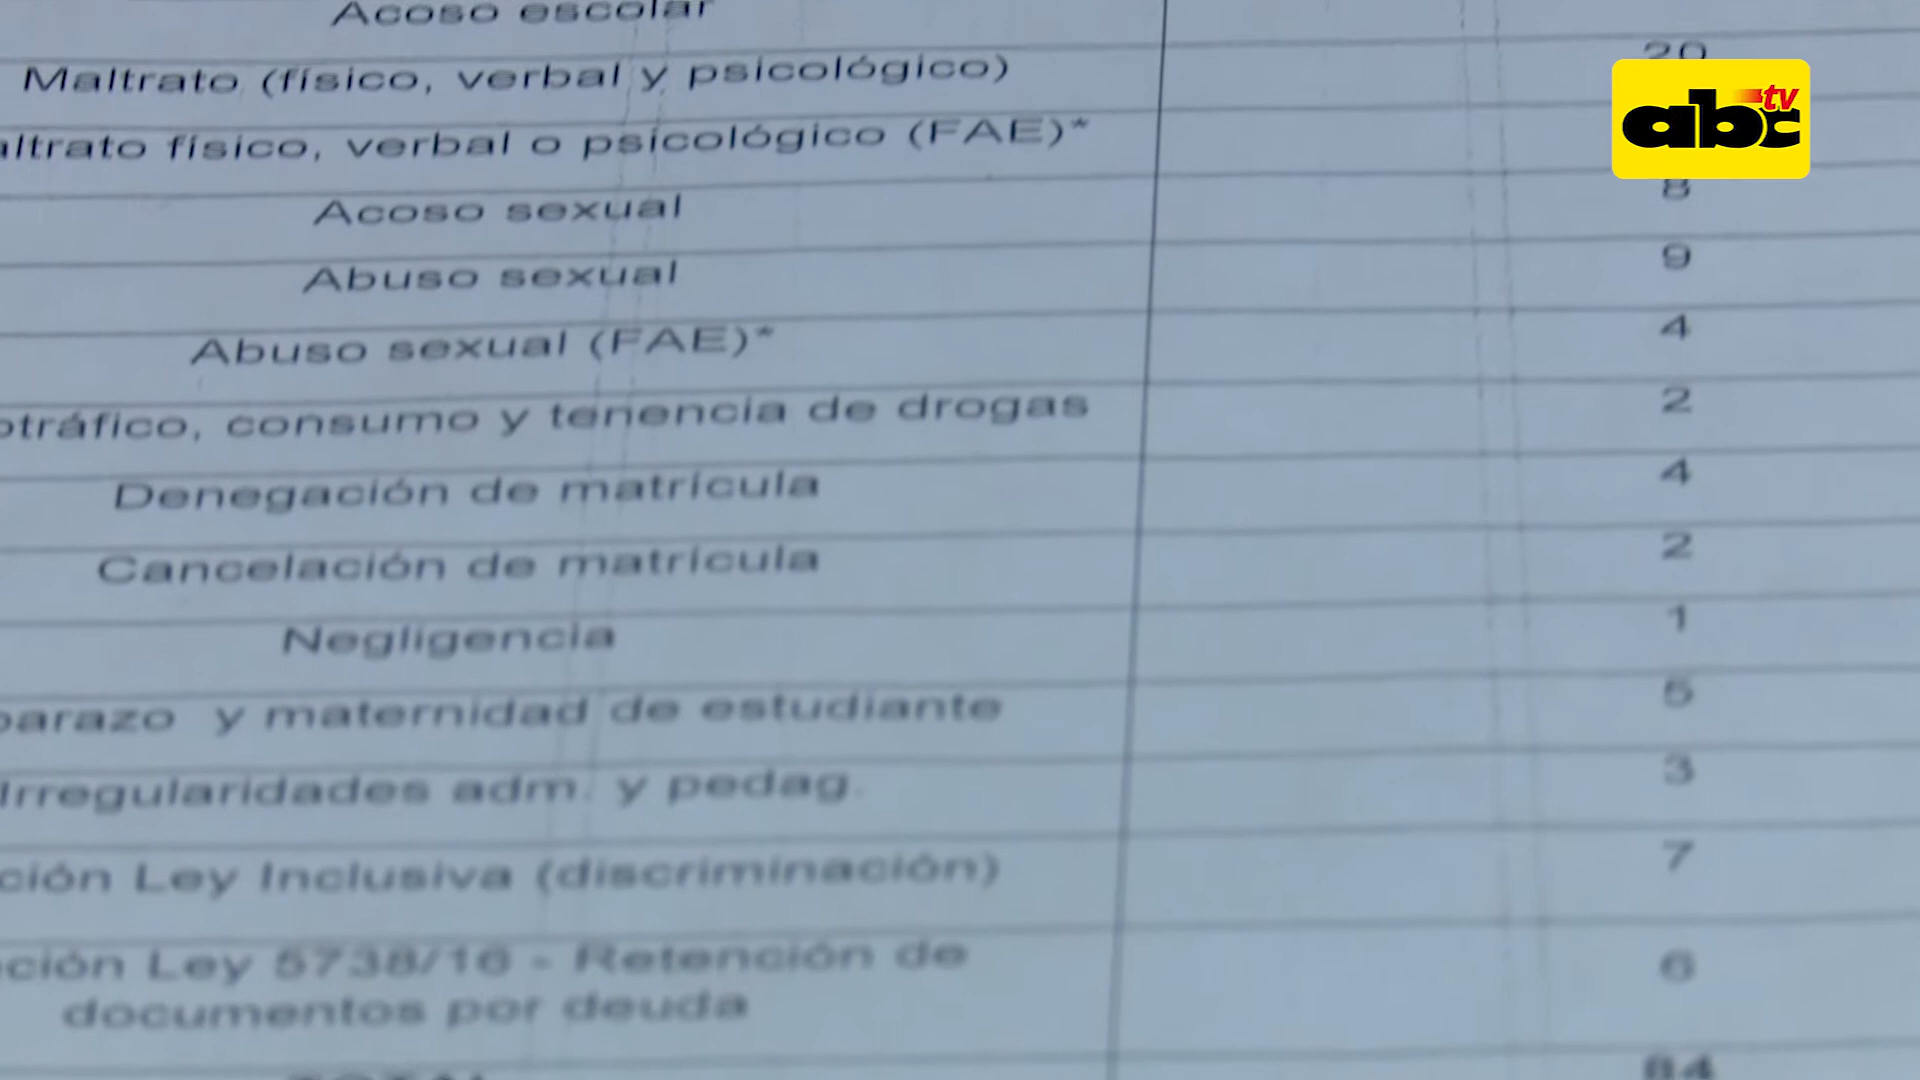 Acoso escolar
Maltrato (físico, verbal y psicológico) 20
altrato físico, verbal o psicológico (FAE)*
Acoso sexual 8
Abuso sexual 9
Abuso sexual (FAE)* 4
otráfico, consumo y tenencia de drogas 2
Denegación de matrícula 4
Cancelación de matrícula 2
Negligencia 1
barazo y maternidad de estudiante 5
Irregularidades adm. y pedag. 3
ción Ley Inclusiva (discriminación) 7
ción Ley 5738/16 - Retención de
documentos por deuda 6
TOTAL 84
abc tv